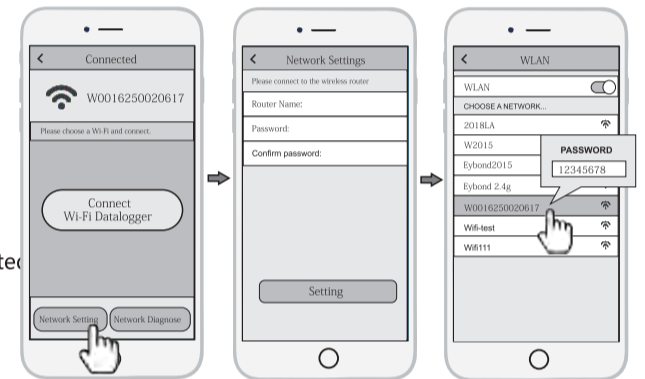 Connected
W0016250020617
Please choose a Wi-Fi and connect.
Connect
Wi-Fi Datalogger
Network Setting
Network Diagnose
Network Settings
Please connect to the wireless router
Router Name:
Password:
Confirm password:
Setting
WLAN
WLAN
CHOOSE A NETWORK...
2018LA
W2015
Eybond2015
Eybond 2.4g
W0016250020617
Wifi-test
Wifi111
PASSWORD
12345678